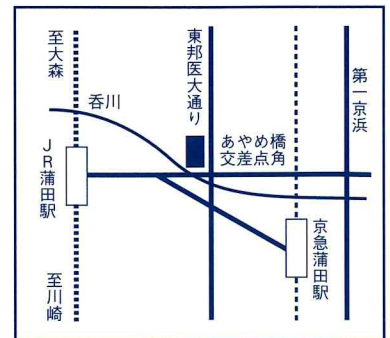 至大森
呑川
JR蒲田駅
至川崎
東邦医大通り
あやめ橋
交差点角
第一京浜
京急蒲田駅